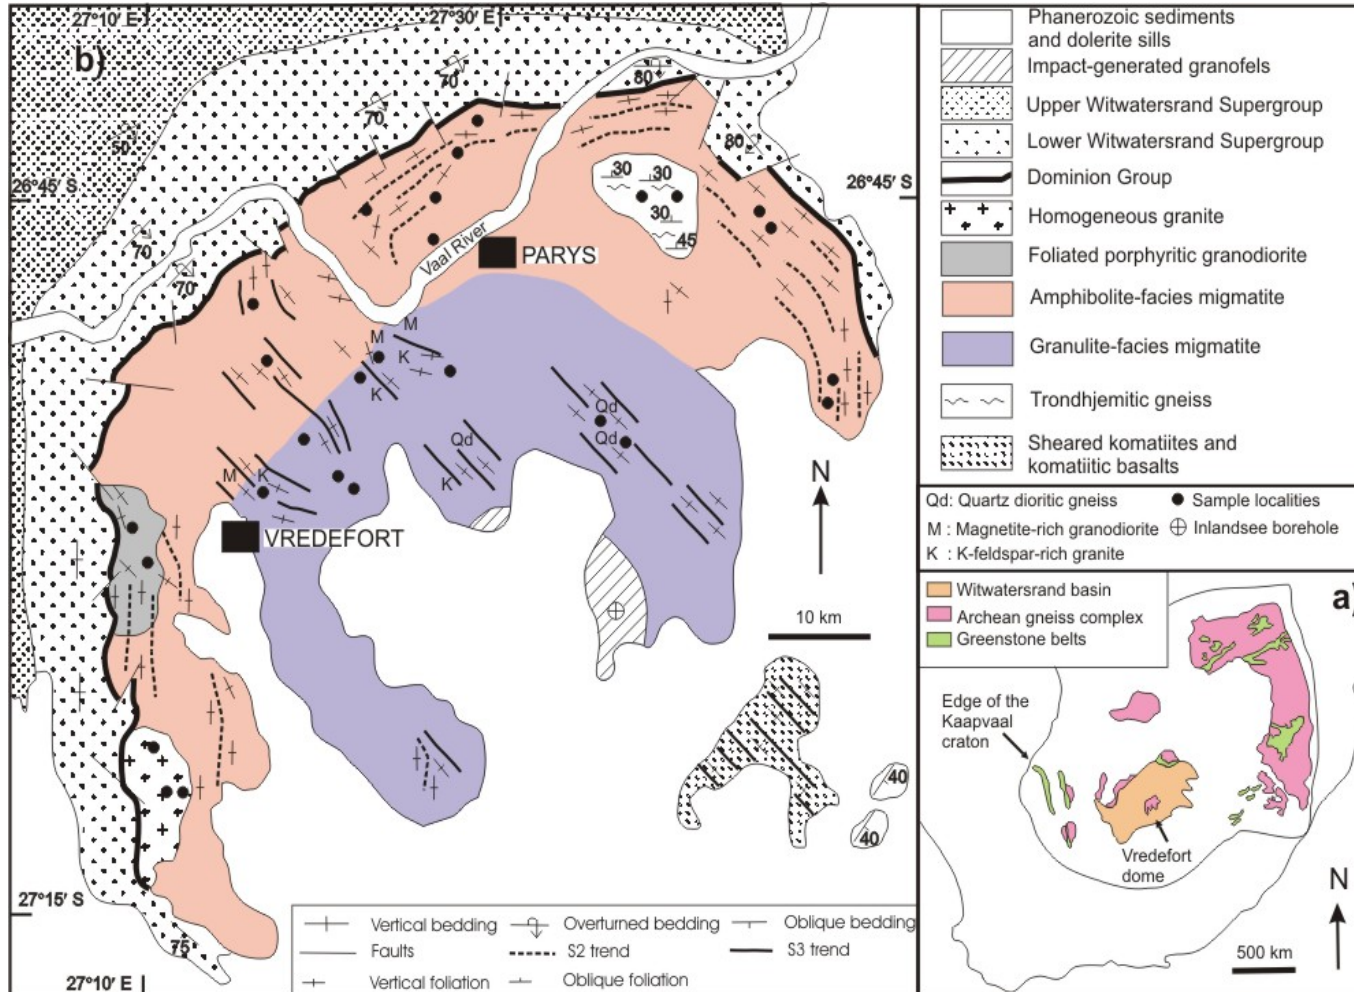 27°10′ E
27°30′ E
b)
70
80
70
50
80
26°45′ S
30
30
26°45′ S
30
70
45
Vaal River
PARYS
70
M
M
K
K
Qd
Qd
Qd
M
K
K
N
VREDEFORT
10 km
40
40
27°15′ S
75
27°10′ E
Vertical bedding
Overturned bedding
Oblique bedding
Faults
S2 trend
S3 trend
Vertical foliation
Oblique foliation
Phanerozoic sediments
and dolerite sills
Impact-generated granofels
Upper Witwatersrand Supergroup
Lower Witwatersrand Supergroup
Dominion Group
Homogeneous granite
Foliated porphyritic granodiorite
Amphibolite-facies migmatite
Granulite-facies migmatite
Trondhjemitic gneiss
Sheared komatiites and
komatiitic basalts
Qd: Quartz dioritic gneiss
Sample localities
M : Magnetite-rich granodiorite
Inlandsee borehole
K : K-feldspar-rich granite
a)
Witwatersrand basin
Archean gneiss complex
Greenstone belts
Edge of the
Kaapvaal
craton
Vredefort
dome
N
500 km